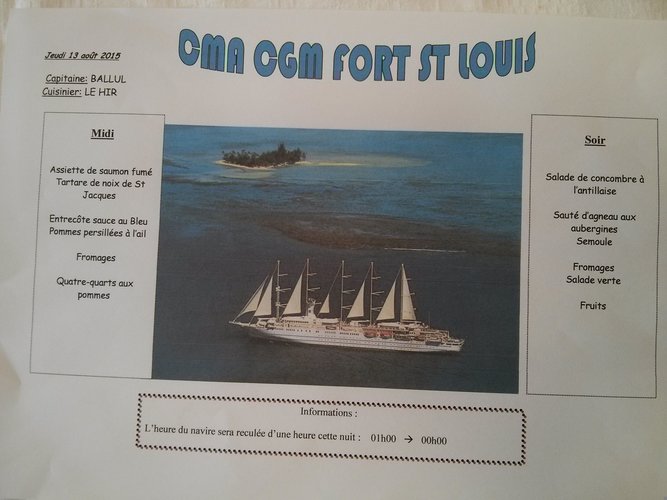 CMA CGM FORT ST LOUIS
Jeudi 13 août 2015
Capitaine: BALLUL
Cuisinier: LE HIR
Midi
Assiette de saumon fumé
Tartare de noix de St
Jacques
Entrecôte sauce au Bleu
Pommes persillées à l'ail
Fromages
Quatre-quarts aux
pommes
Soir
Salade de concombre à
l'antillaise
Sauté d'agneau aux
aubergines
Semoule
Fromages
Salade verte
Fruits
Informations :
L'heure du navire sera reculée d'une heure cette nuit : 01h00 → 00h00